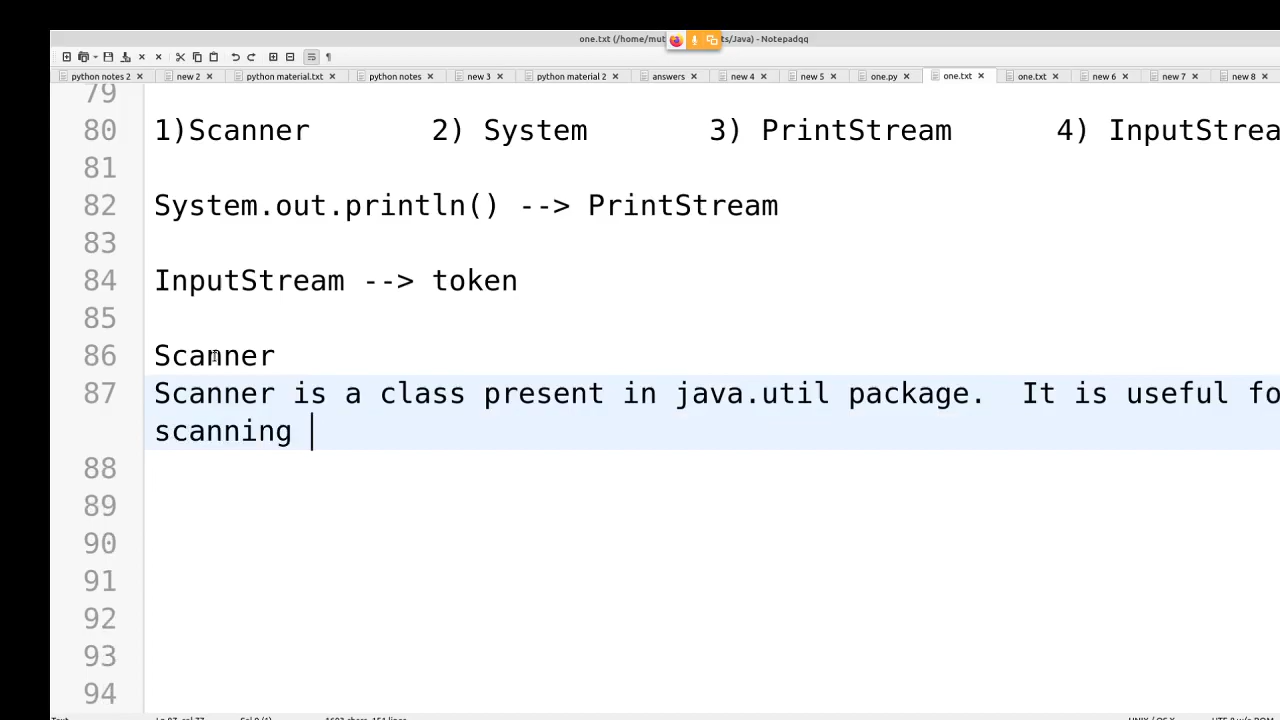 one.txt (/home/mut ts/Java) - Notepadqq
python notes 2 new 2 python material.txt python notes new 3 python material 2 answers new 4 new 5 one.py one.txt one.txt new 6 new 7 new 8
79
80 1)Scanner 2) System 3) PrintStream 4) InputStrea
81
82 System.out.println() --> PrintStream
83
84 InputStream --> token
85
86 Scanner
87 Scanner is a class present in java.util package. It is useful fo
scanning
88
89
90
91
92
93
94